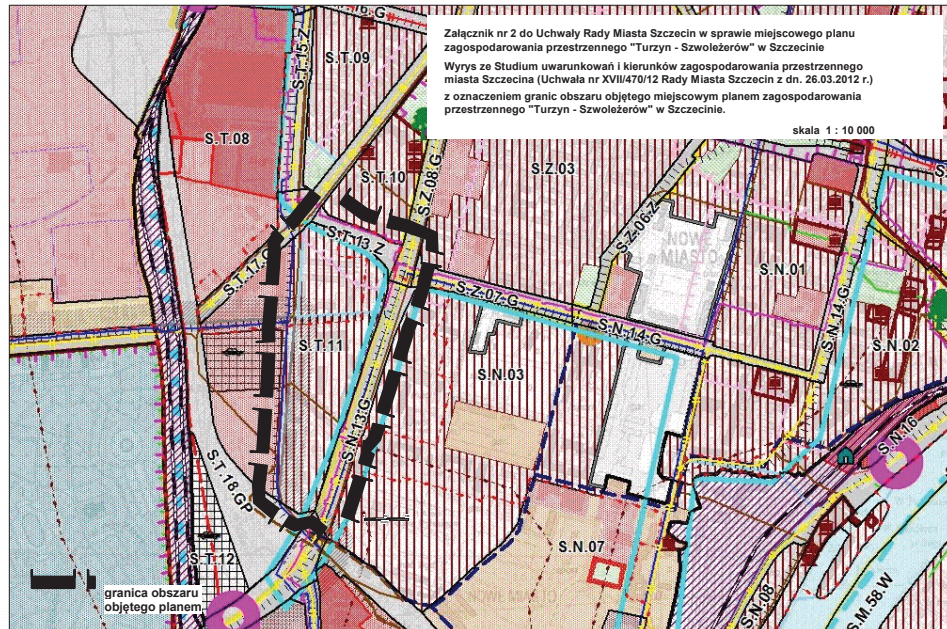 Załącznik nr 2 do Uchwały Rady Miasta Szczecin w sprawie miejscowego planu
zagospodarowania przestrzennego "Turzyn - Szwoleżerów" w Szczecinie
Wyrys ze Studium uwarunkowań i kierunków zagospodarowania przestrzennego
miasta Szczecina (Uchwała nr XVII/470/12 Rady Miasta Szczecin z dn. 26.03.2012 r.)
z oznaczeniem granic obszaru objętego miejscowym planem zagospodarowania
przestrzennego "Turzyn - Szwoleżerów" w Szczecinie.
skala 1 : 10 000
S.T.15.Z
S.T.09
S.T.08
S.T.10
S.Z.08.G
S.Z.03
S.Z.06.Z
NOWE
MIASTO
S.N.01
S.T.13.Z
S.T.17.G
S.Z.07.G
S.N.14.G
S.N.14.G
S.N.02
S.T.11
S.N.03
S.N.13.G
S.N.16
S.T.18.GP
S.T.12
S.N.07
NOWE MIASTO
S.N.08
S.M.58.W
granica obszaru
objętego planem